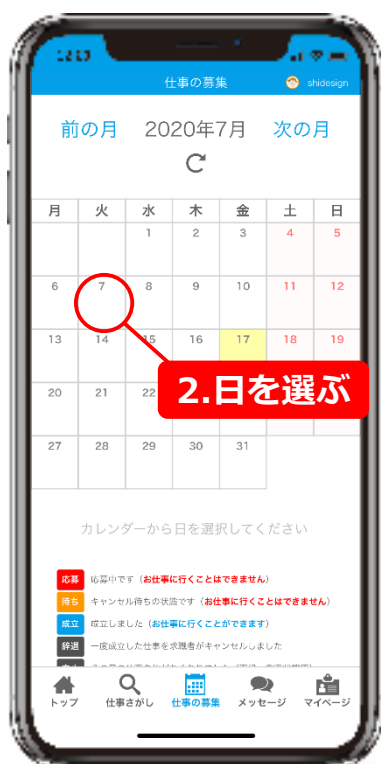 仕事の募集
shidesign
前の月 2020年7月 次の月
月 火 水 木 金 土 日
1 2 3 4 5
6 7 8 9 10 11 12
13 14 15 16 17 18 19
20 21 22
2.日を選ぶ
27 28 29 30 31
カレンダーから日を選択してください
応募 応募中です（お仕事に行くことはできません）
待ち キャンセル待ちの状態です（お仕事に行くことはできません）
成立 成立しました（お仕事に行くことができます）
辞退 一度成立した仕事を求職者がキャンセルしました
トップ 仕事さがし 仕事の募集 メッセージ マイページ